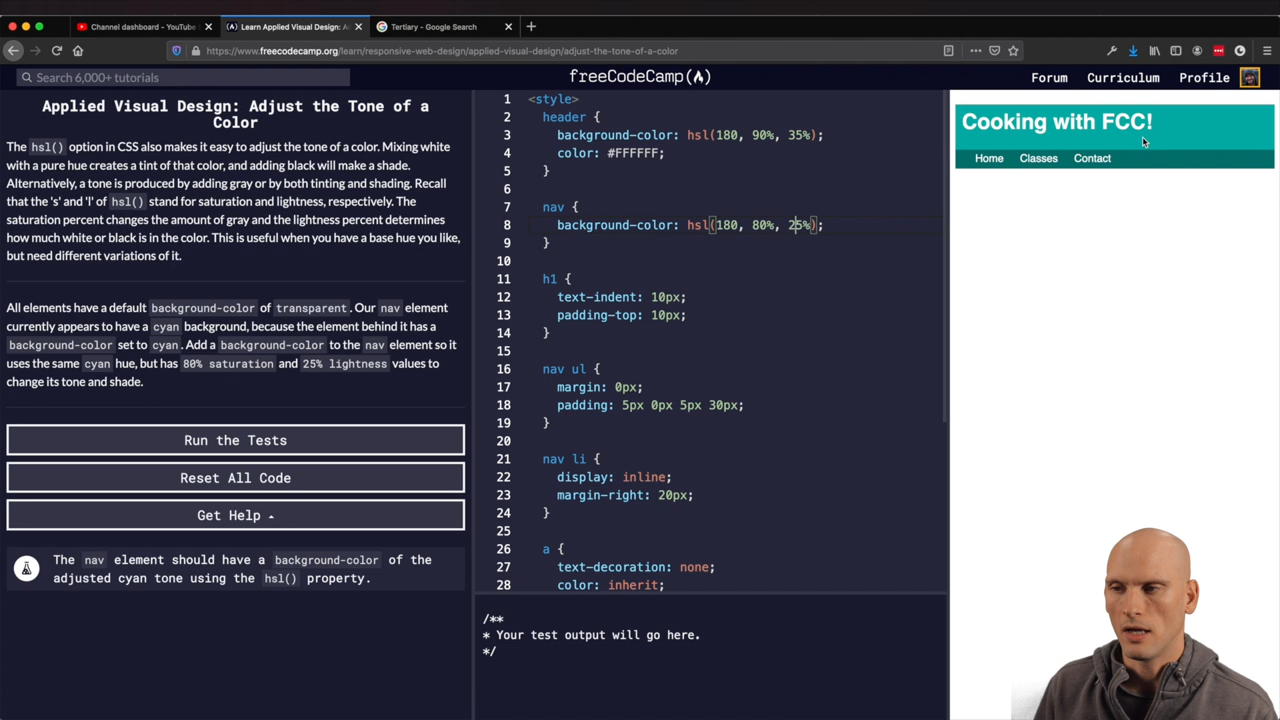 Channel dashboard - YouTube
Learn Applied Visual Design: A
Tertiary - Google Search
https://www.freecodecamp.org/learn/responsive-web-design/applied-visual-design/adjust-the-tone-of-a-color
Search 6,000+ tutorials
freeCodeCamp
Forum
Curriculum
Profile
Applied Visual Design: Adjust the Tone of a
Color
The hsl() option in CSS also makes it easy to adjust the tone of a color. Mixing white
with a pure hue creates a tint of that color, and adding black will make a shade.
Alternatively, a tone is produced by adding gray or by both tinting and shading. Recall
that the 's' and 'l' of hsl() stand for saturation and lightness, respectively. The
saturation percent changes the amount of gray and the lightness percent determines
how much white or black is in the color. This is useful when you have a base hue you like,
but need different variations of it.
All elements have a default background-color of transparent. Our nav element
currently appears to have a cyan background, because the element behind it has a
background-color set to cyan. Add a background-color to the nav element so it
uses the same cyan hue, but has 80% saturation and 25% lightness values to
change its tone and shade.
Run the Tests
Reset All Code
Get Help
The nav element should have a background-color of the
adjusted cyan tone using the hsl() property.
1 <style>
2 header {
3 background-color: hsl(180, 90%, 35%);
4 color: #FFFFFF;
5 }
6
7 nav {
8 background-color: hsl(180, 80%, 25%);
9 }
10
11 h1 {
12 text-indent: 10px;
13 padding-top: 10px;
14 }
15
16 nav ul {
17 margin: 0px;
18 padding: 5px 0px 5px 30px;
19 }
20
21 nav li {
22 display: inline;
23 margin-right: 20px;
24 }
25
26 a {
27 text-decoration: none;
28 color: inherit;
/**
* Your test output will go here.
*/
Cooking with FCC!
Home Classes Contact